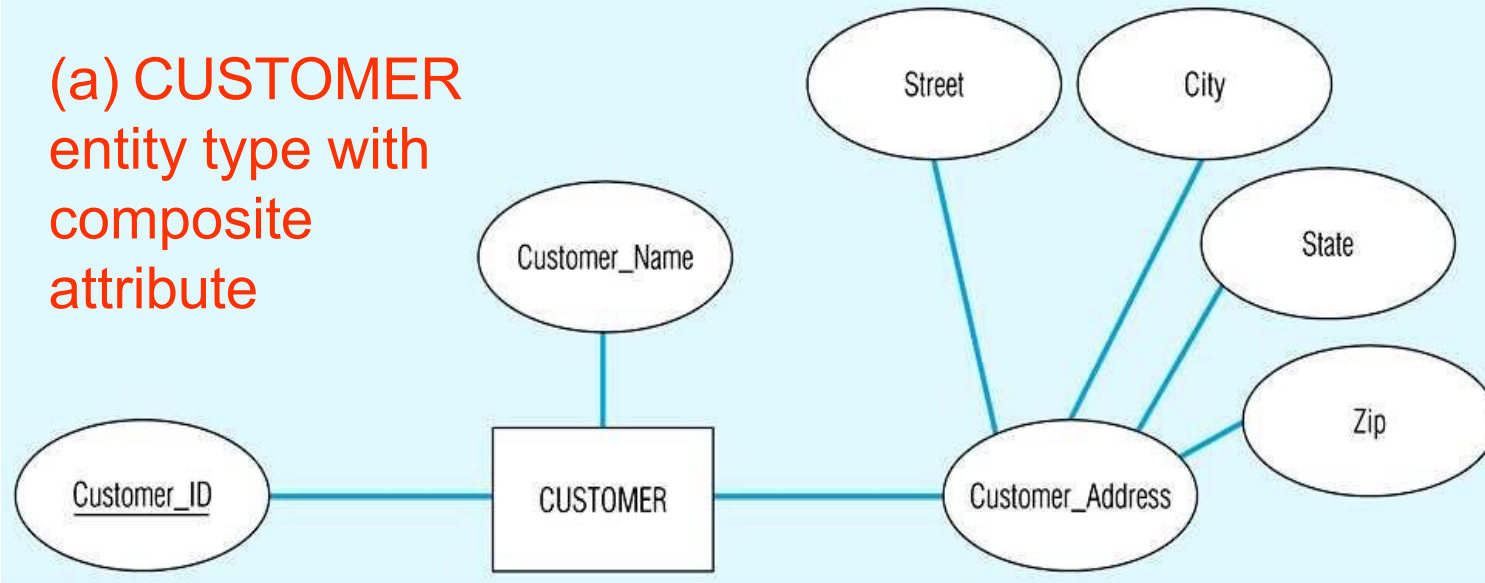 (a) CUSTOMER
entity type with
composite
attribute
Street
City
Customer_Name
State
Zip
Customer_ID
CUSTOMER
Customer_Address